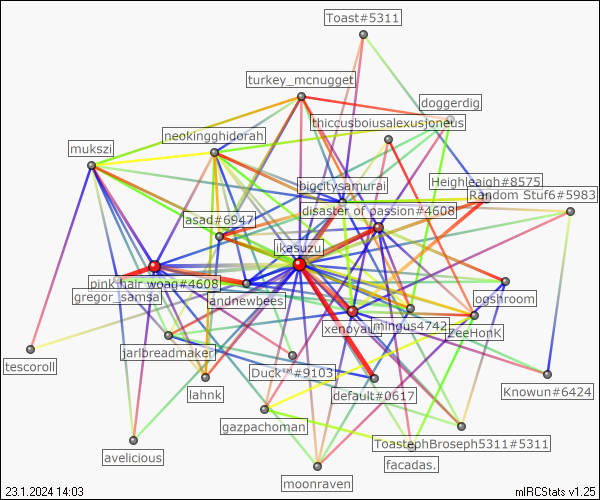 Toast#5311
turkey_mcnugget
doggerdig
thiccusboiusalexusjoneus
neokingghidorah
mukszi
Heighleaigh#8575
bigcitysamurai
Random Stuf6#5983
disaster of passion#4608
asad#6947
ikasuzu
pink hair woag#4608
gregor_samsa
andnewbees
ogshroom
xenoyaui
mingus4742
ZeeHonK
jarlbreadmaker
tescoroll
Duck™#9103
lahnk
default#0617
Knowun#6424
gazpachoman
ToastephBroseph5311#5311
avelicious
facadas.
moonraven
23.1.2024 14:03
mIRCStats v1.25